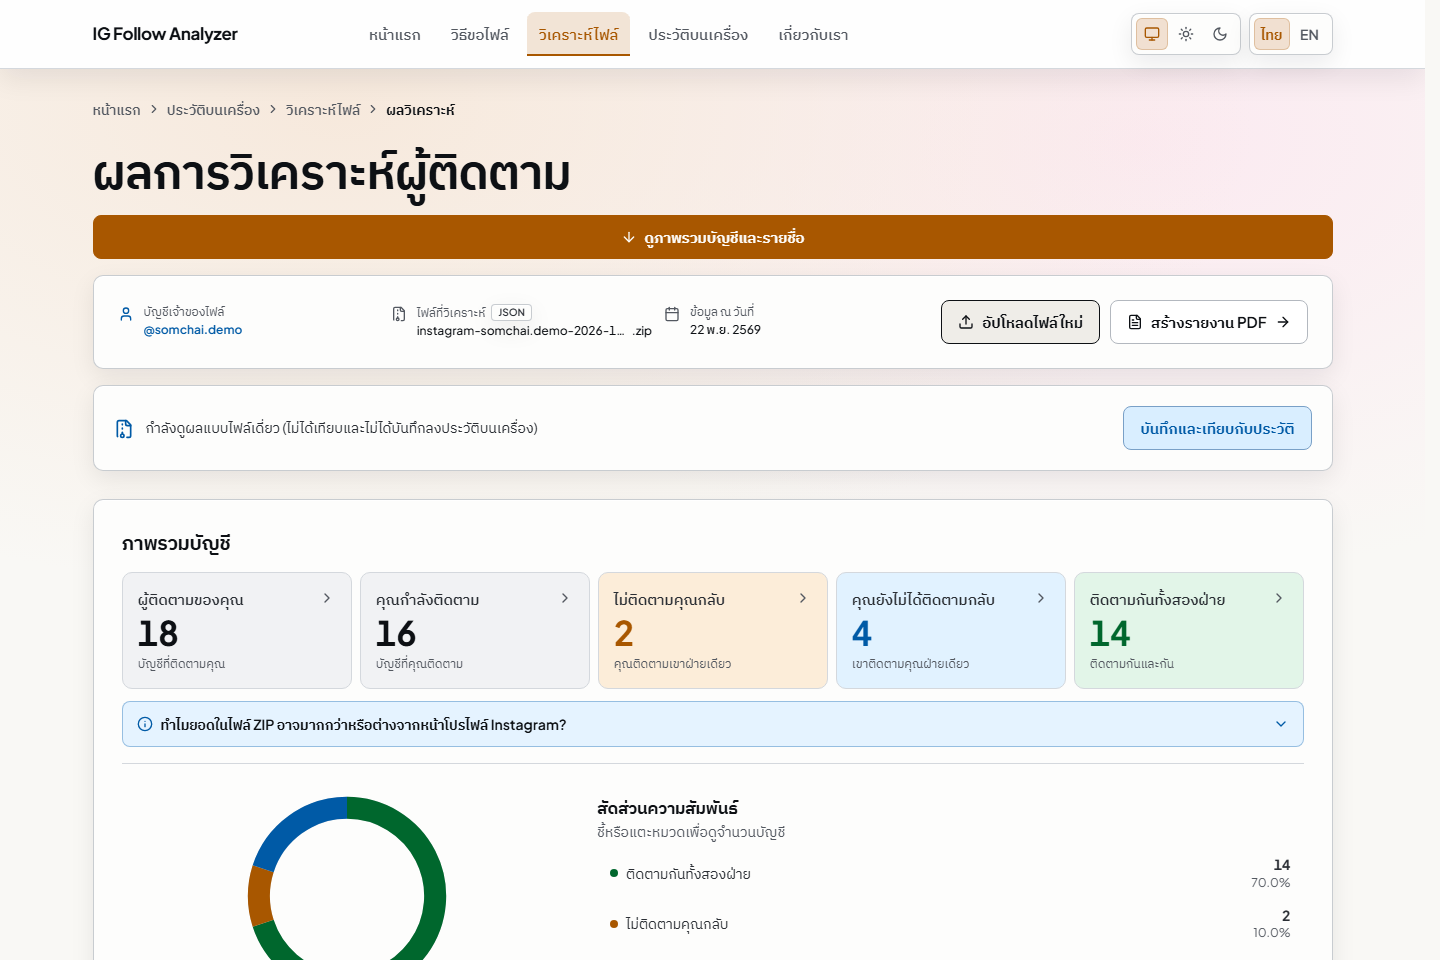 IG Follow Analyzer
หน้าแรก
วิธีขอไฟล์
วิเคราะห์ไฟล์
ประวัติบนเครื่อง
เกี่ยวกับเรา
ไทย
EN
หน้าแรก > ประวัติบนเครื่อง > วิเคราะห์ไฟล์ > ผลวิเคราะห์
ผลการวิเคราะห์ผู้ติดตาม
ดูภาพรวมบัญชีและรายชื่อ
บัญชีเจ้าของไฟล์
@somchai.demo
ไฟล์ที่วิเคราะห์ JSON
instagram-somchai.demo-2026-1… .zip
ข้อมูล ณ วันที่
22 พ.ย. 2569
อัปโหลดไฟล์ใหม่
สร้างรายงาน PDF
กำลังดูผลแบบไฟล์เดี่ยว (ไม่ได้เทียบและไม่ได้บันทึกลงประวัติบนเครื่อง)
บันทึกและเทียบกับประวัติ
ภาพรวมบัญชี
ผู้ติดตามของคุณ
18
บัญชีที่ติดตามคุณ
คุณกำลังติดตาม
16
บัญชีที่คุณติดตาม
ไม่ติดตามคุณกลับ
2
คุณติดตามเขาฝ่ายเดียว
คุณยังไม่ได้ติดตามกลับ
4
เขาติดตามคุณฝ่ายเดียว
ติดตามกันทั้งสองฝ่าย
14
ติดตามกันและกัน
ทำไมยอดในไฟล์ ZIP อาจมากกว่าหรือต่างจากหน้าโปรไฟล์ Instagram?
สัดส่วนความสัมพันธ์
ชี้หรือแตะหมวดเพื่อดูจำนวนบัญชี
ติดตามกันทั้งสองฝ่าย
14
70.0%
ไม่ติดตามคุณกลับ
2
10.0%